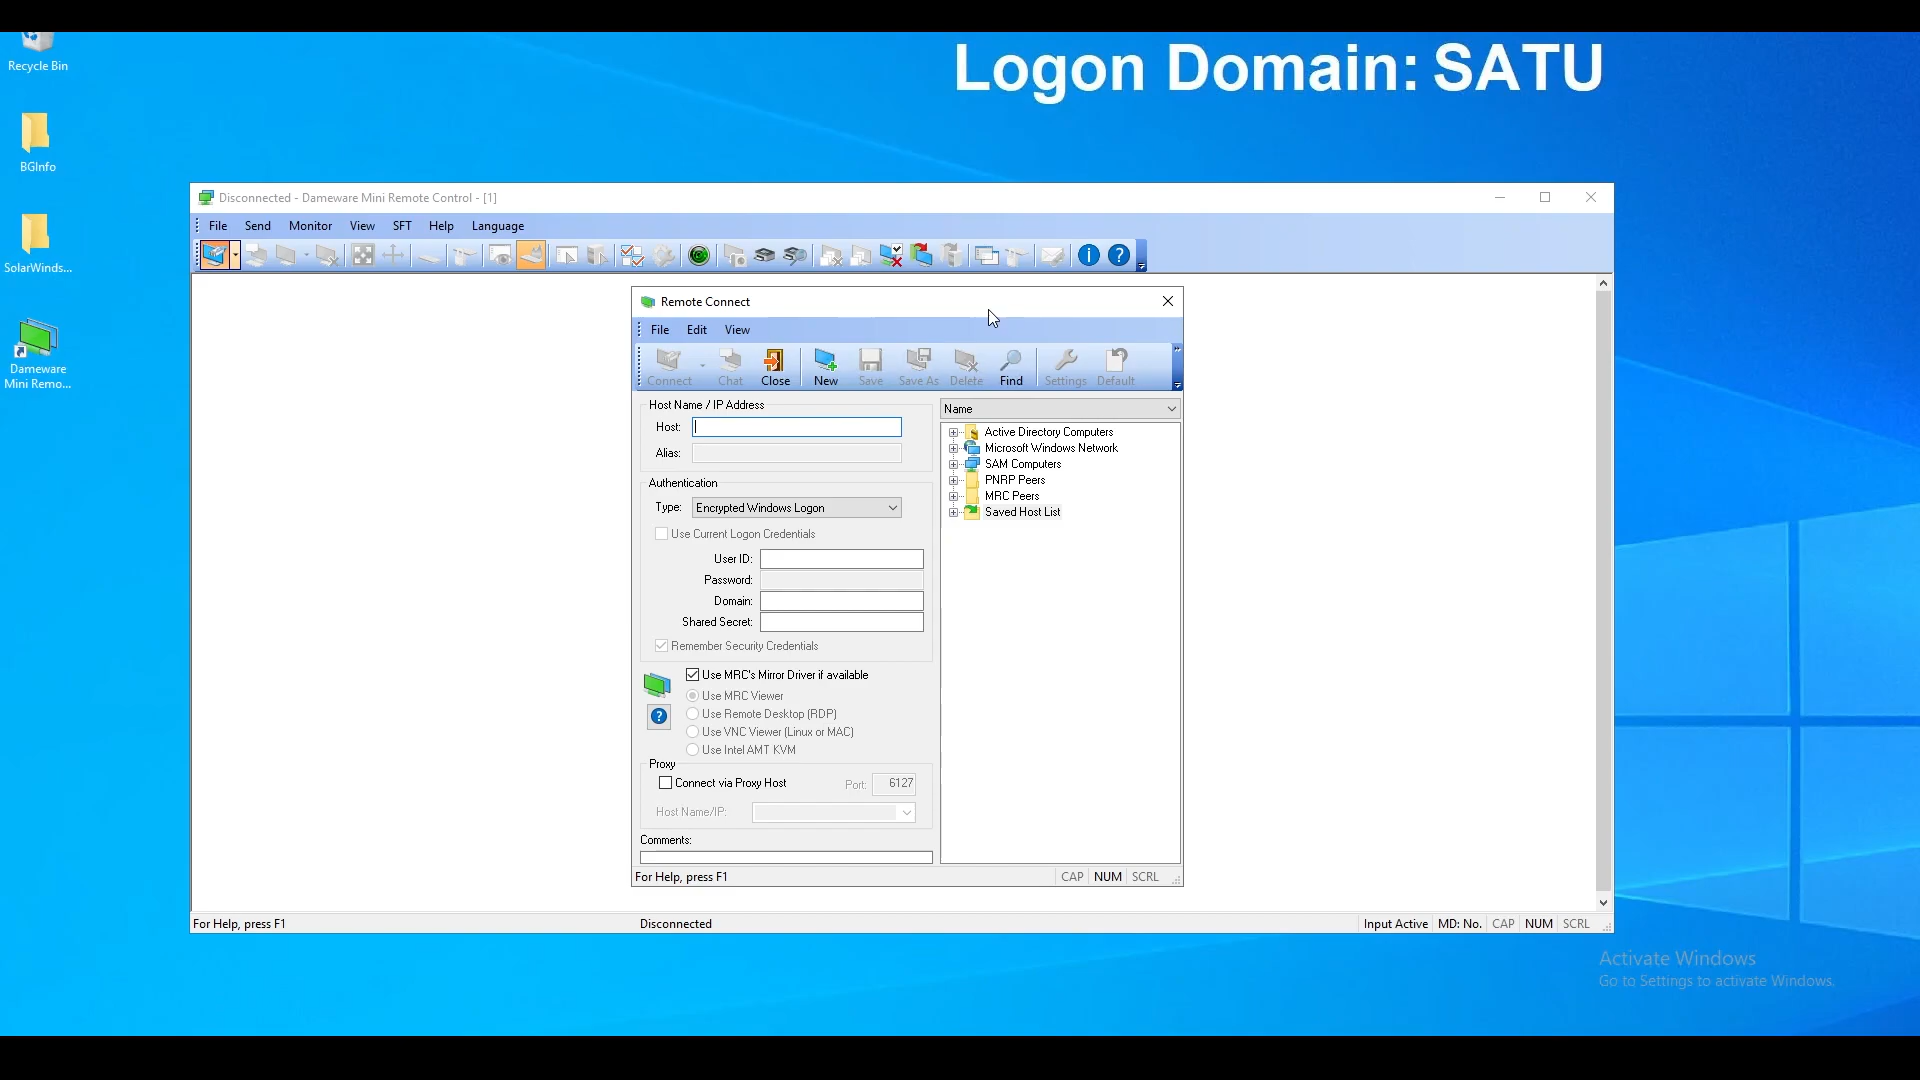 Logon Domain: SATU
Recycle Bin
BGInfo
SolarWinds...
Dameware
Mini Remo...
Disconnected - Dameware Mini Remote Control - [1]
File Send Monitor View SFT Help Language
Remote Connect
File Edit View
Connect Chat Close New Save Save As Delete Find Settings Default
Host Name / IP Address
Host:
Alias:
Authentication
Type: Encrypted Windows Logon
Use Current Logon Credentials
User ID:
Password:
Domain:
Shared Secret:
Remember Security Credentials
Use MRC's Mirror Driver if available
Use MRC Viewer
Use Remote Desktop (RDP)
Use VNC Viewer (Linux or MAC)
Use Intel AMT KVM
Proxy
Connect via Proxy Host Port: 6127
Host Name/IP:
Comments:
Name
Active Directory Computers
Microsoft Windows Network
SAM Computers
PNRP Peers
MRC Peers
Saved Host List
For Help, press F1 CAP NUM SCRL
For Help, press F1 Disconnected Input Active MD: No. CAP NUM SCRL
Activate Windows
Go to Settings to activate Windows.